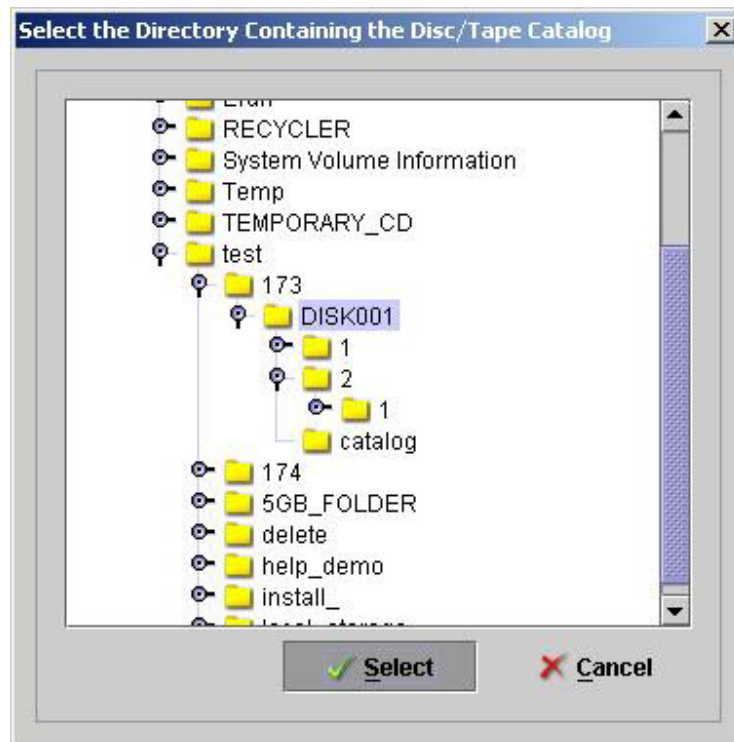 Select the Directory Containing the Disc/Tape Catalog
RECYCLER
System Volume Information
Temp
TEMPORARY_CD
test
173
DISK001
1
2
1
catalog
174
5GB_FOLDER
delete
help_demo
install_
Select
Cancel